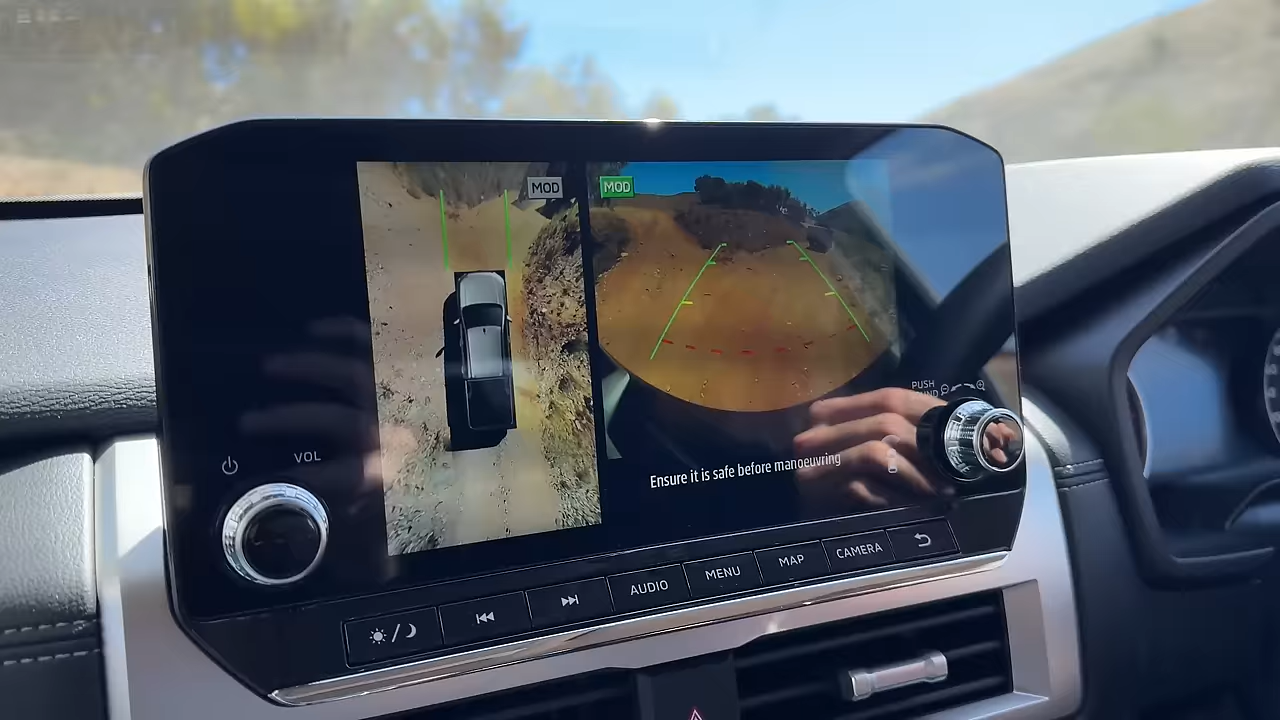 MOD
MOD
PUSH
VOL
Ensure it is safe before manoeuvring
AUDIO
MENU
MAP
CAMERA